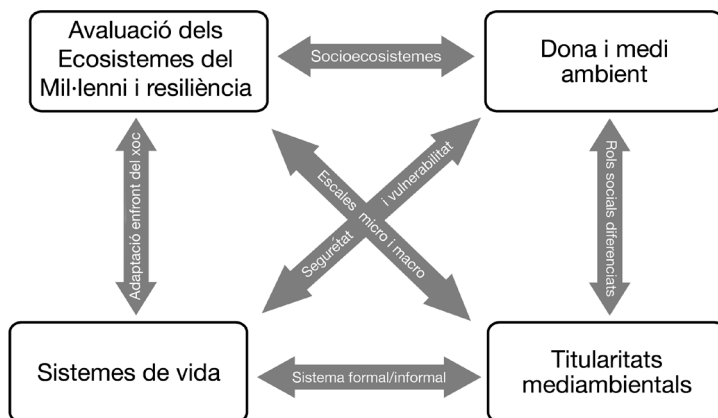 Avaluació dels
Ecosistemes del
Mil·lenni i resiliència
Socioecosistemes
Dona i medi
ambient
Adaptació enfront del xoc
Escales micro i macro
Seguretat i vulnerabilitat
Rols socials diferenciats
Sistemes de vida
Sistema formal/informal
Titularitats
mediambientals